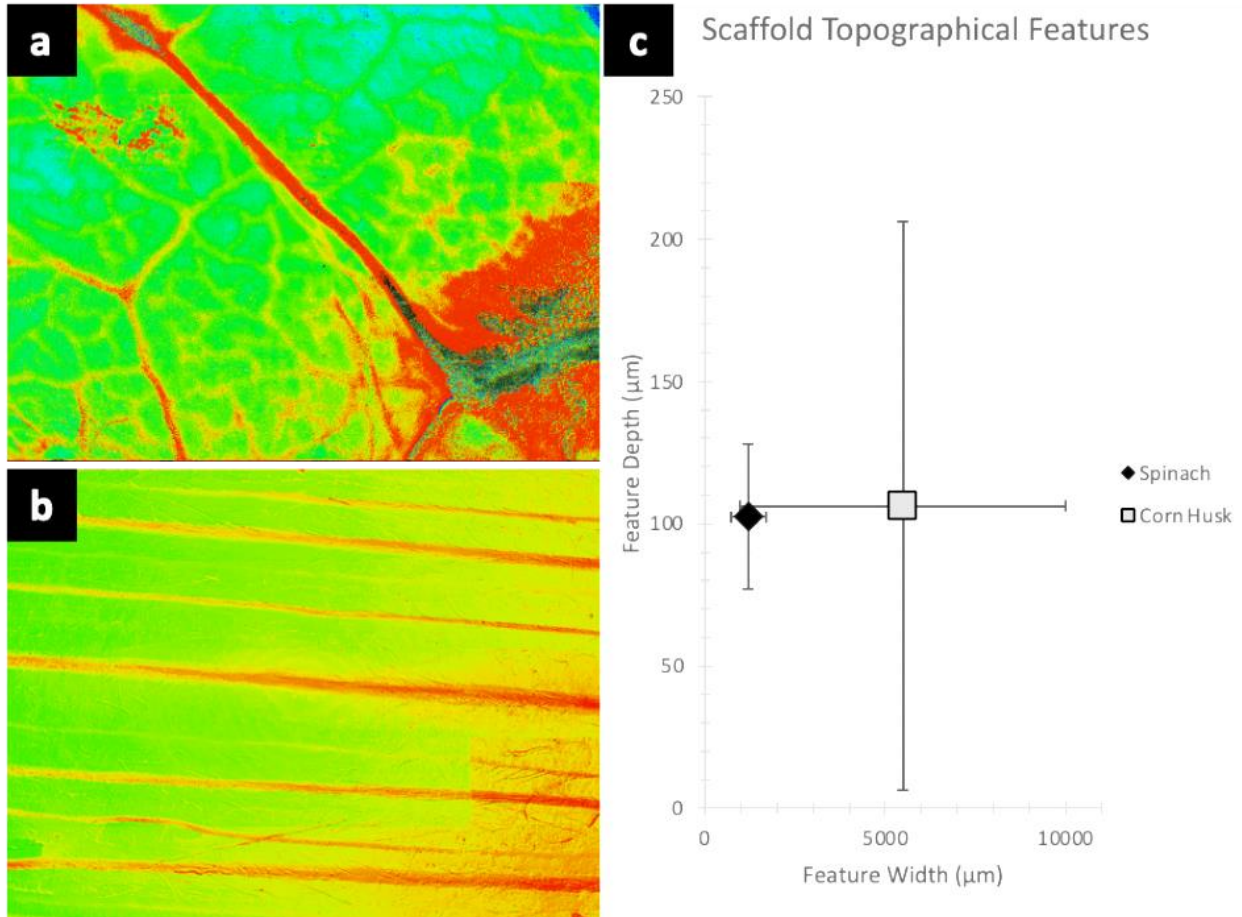 a
b
c
Scaffold Topographical Features
250
200
150
100
50
0
Feature Depth (µm)
0
5000
10000
Feature Width (µm)
Spinach
Corn Husk